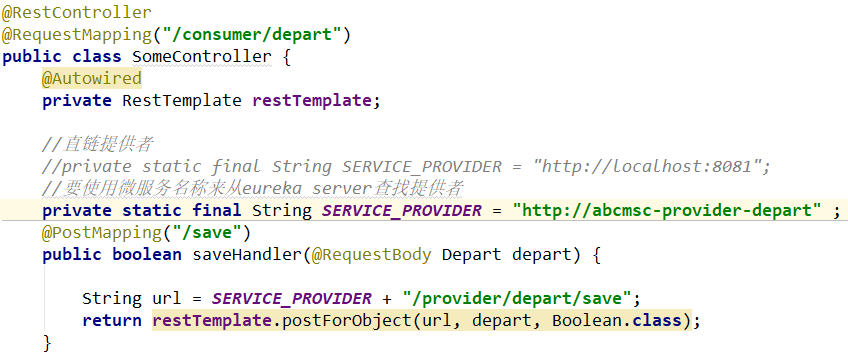 @RestController
@RequestMapping("/consumer/depart")
public class SomeController {
@Autowired
private RestTemplate restTemplate;
//直链提供者
//private static final String SERVICE_PROVIDER = "http://localhost:8081";
//要使用微服务名称来从eureka server查找提供者
private static final String SERVICE_PROVIDER = "http://abcmsc-provider-depart" ;
@PostMapping("/save")
public boolean saveHandler(@RequestBody Depart depart) {
String url = SERVICE_PROVIDER + "/provider/depart/save";
return restTemplate.postForObject(url, depart, Boolean.class);
}